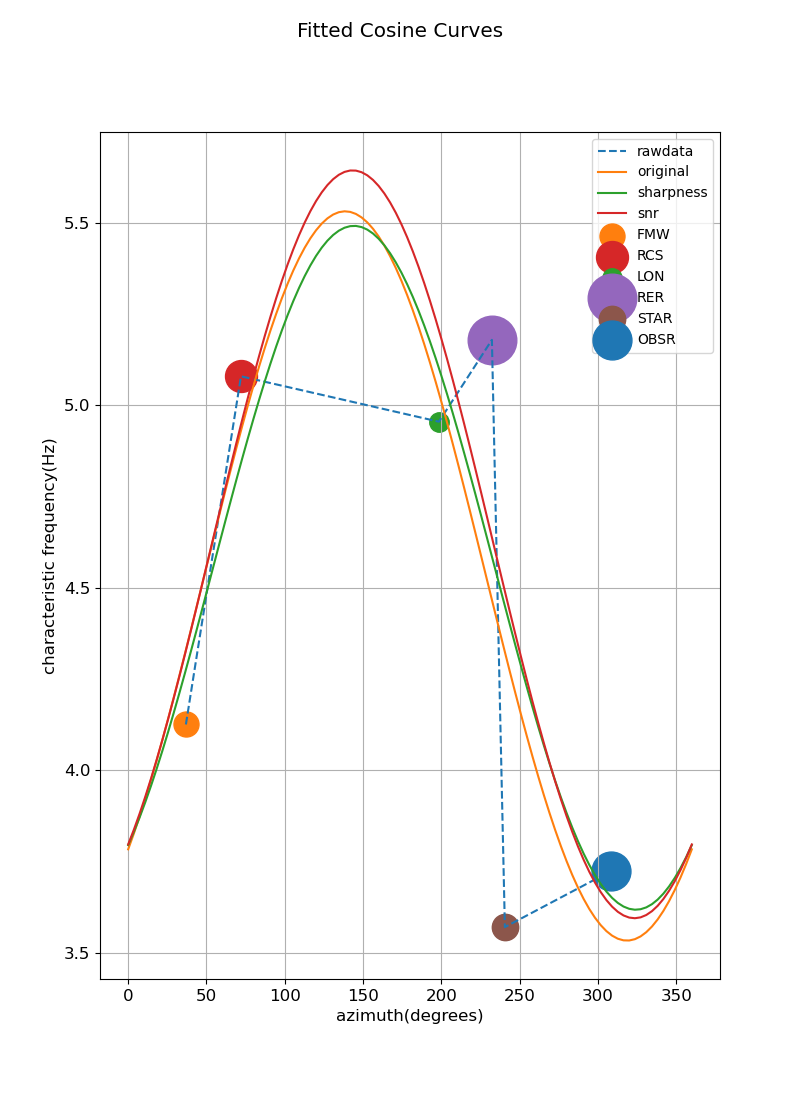 Fitted Cosine Curves
rawdata
original
sharpness
snr
FMW
RCS
LON
RER
STAR
OBSR
5.5
5.0
4.5
4.0
3.5
characteristic frequency(Hz)
0 50 100 150 200 250 300 350
azimuth(degrees)